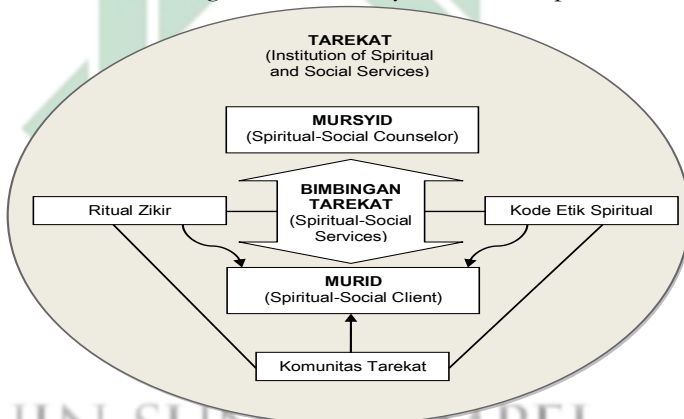 TAREKAT
(Institution of Spiritual
and Social Services)
MURSYID
(Spiritual-Social Counselor)
BIMBINGAN
TAREKAT
(Spiritual-Social
Services)
Ritual Zikir
Kode Etik Spiritual
MURID
(Spiritual-Social Client)
Komunitas Tarekat